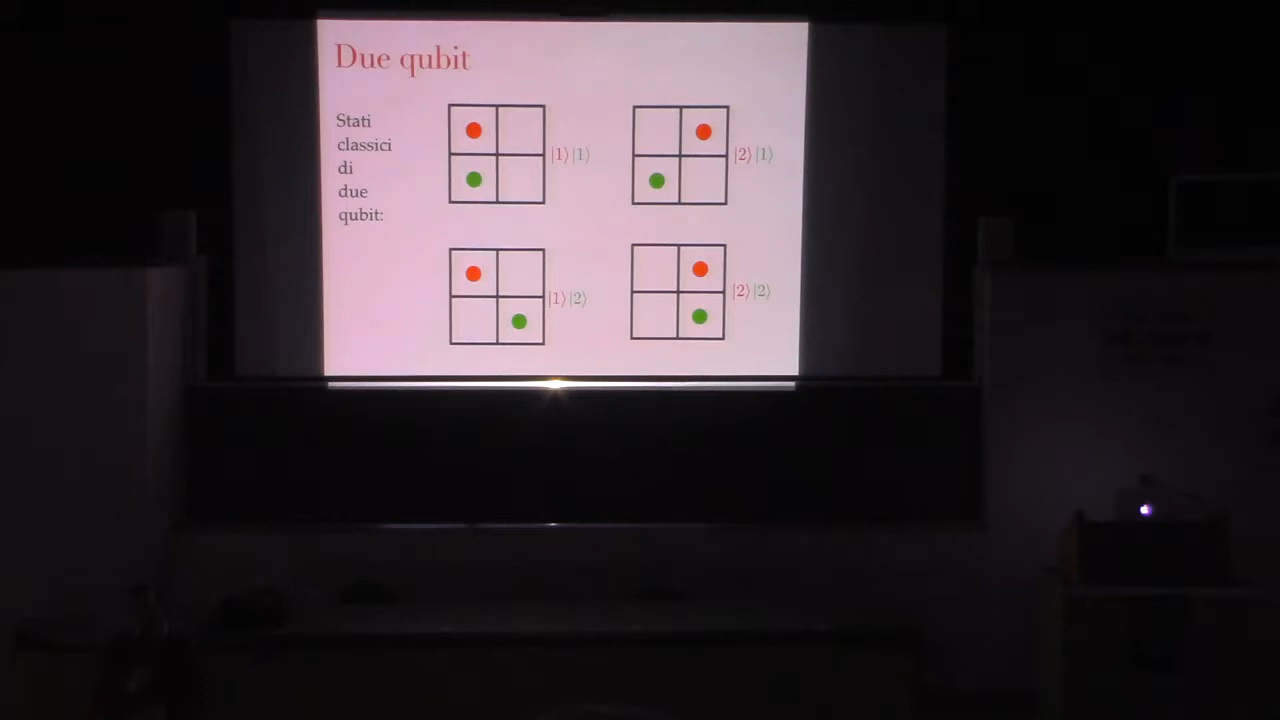 Due qubit
Stati
classici
di
due
qubit:
|1⟩|1⟩
|2⟩|1⟩
|1⟩|2⟩
|2⟩|2⟩